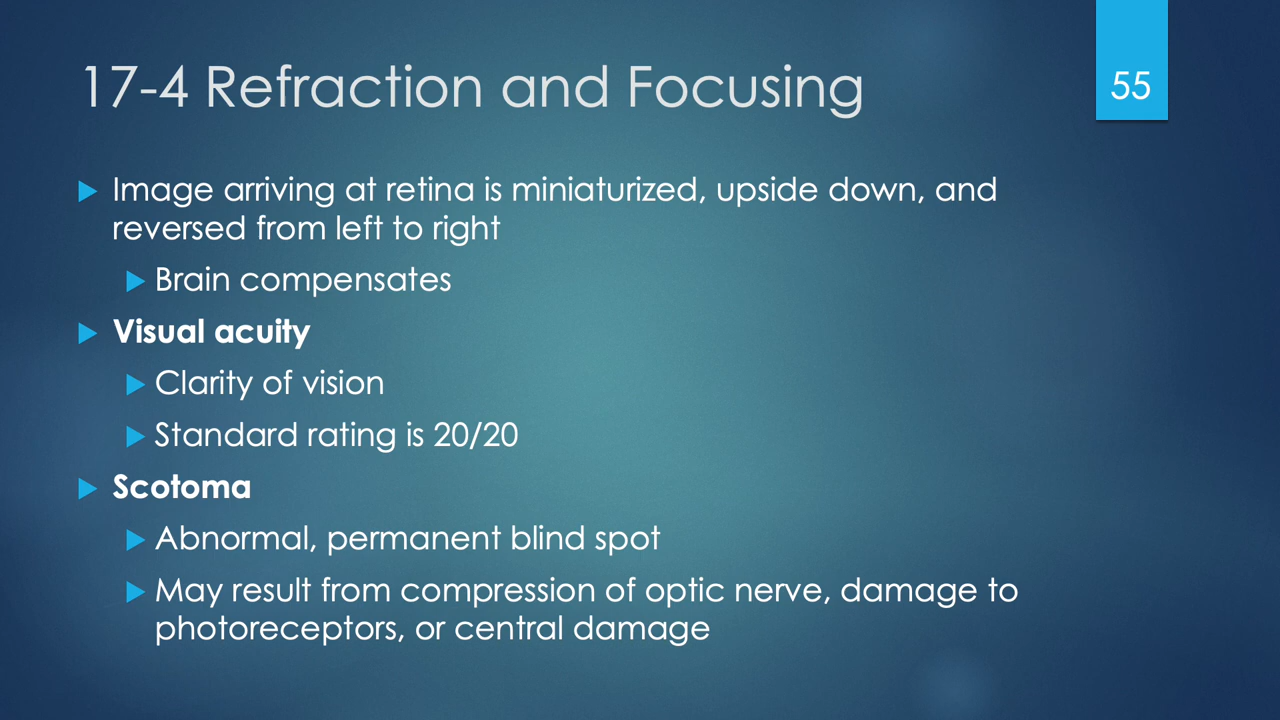 17-4 Refraction and Focusing
55
Image arriving at retina is miniaturized, upside down, and
reversed from left to right
Brain compensates
Visual acuity
Clarity of vision
Standard rating is 20/20
Scotoma
Abnormal, permanent blind spot
May result from compression of optic nerve, damage to
photoreceptors, or central damage